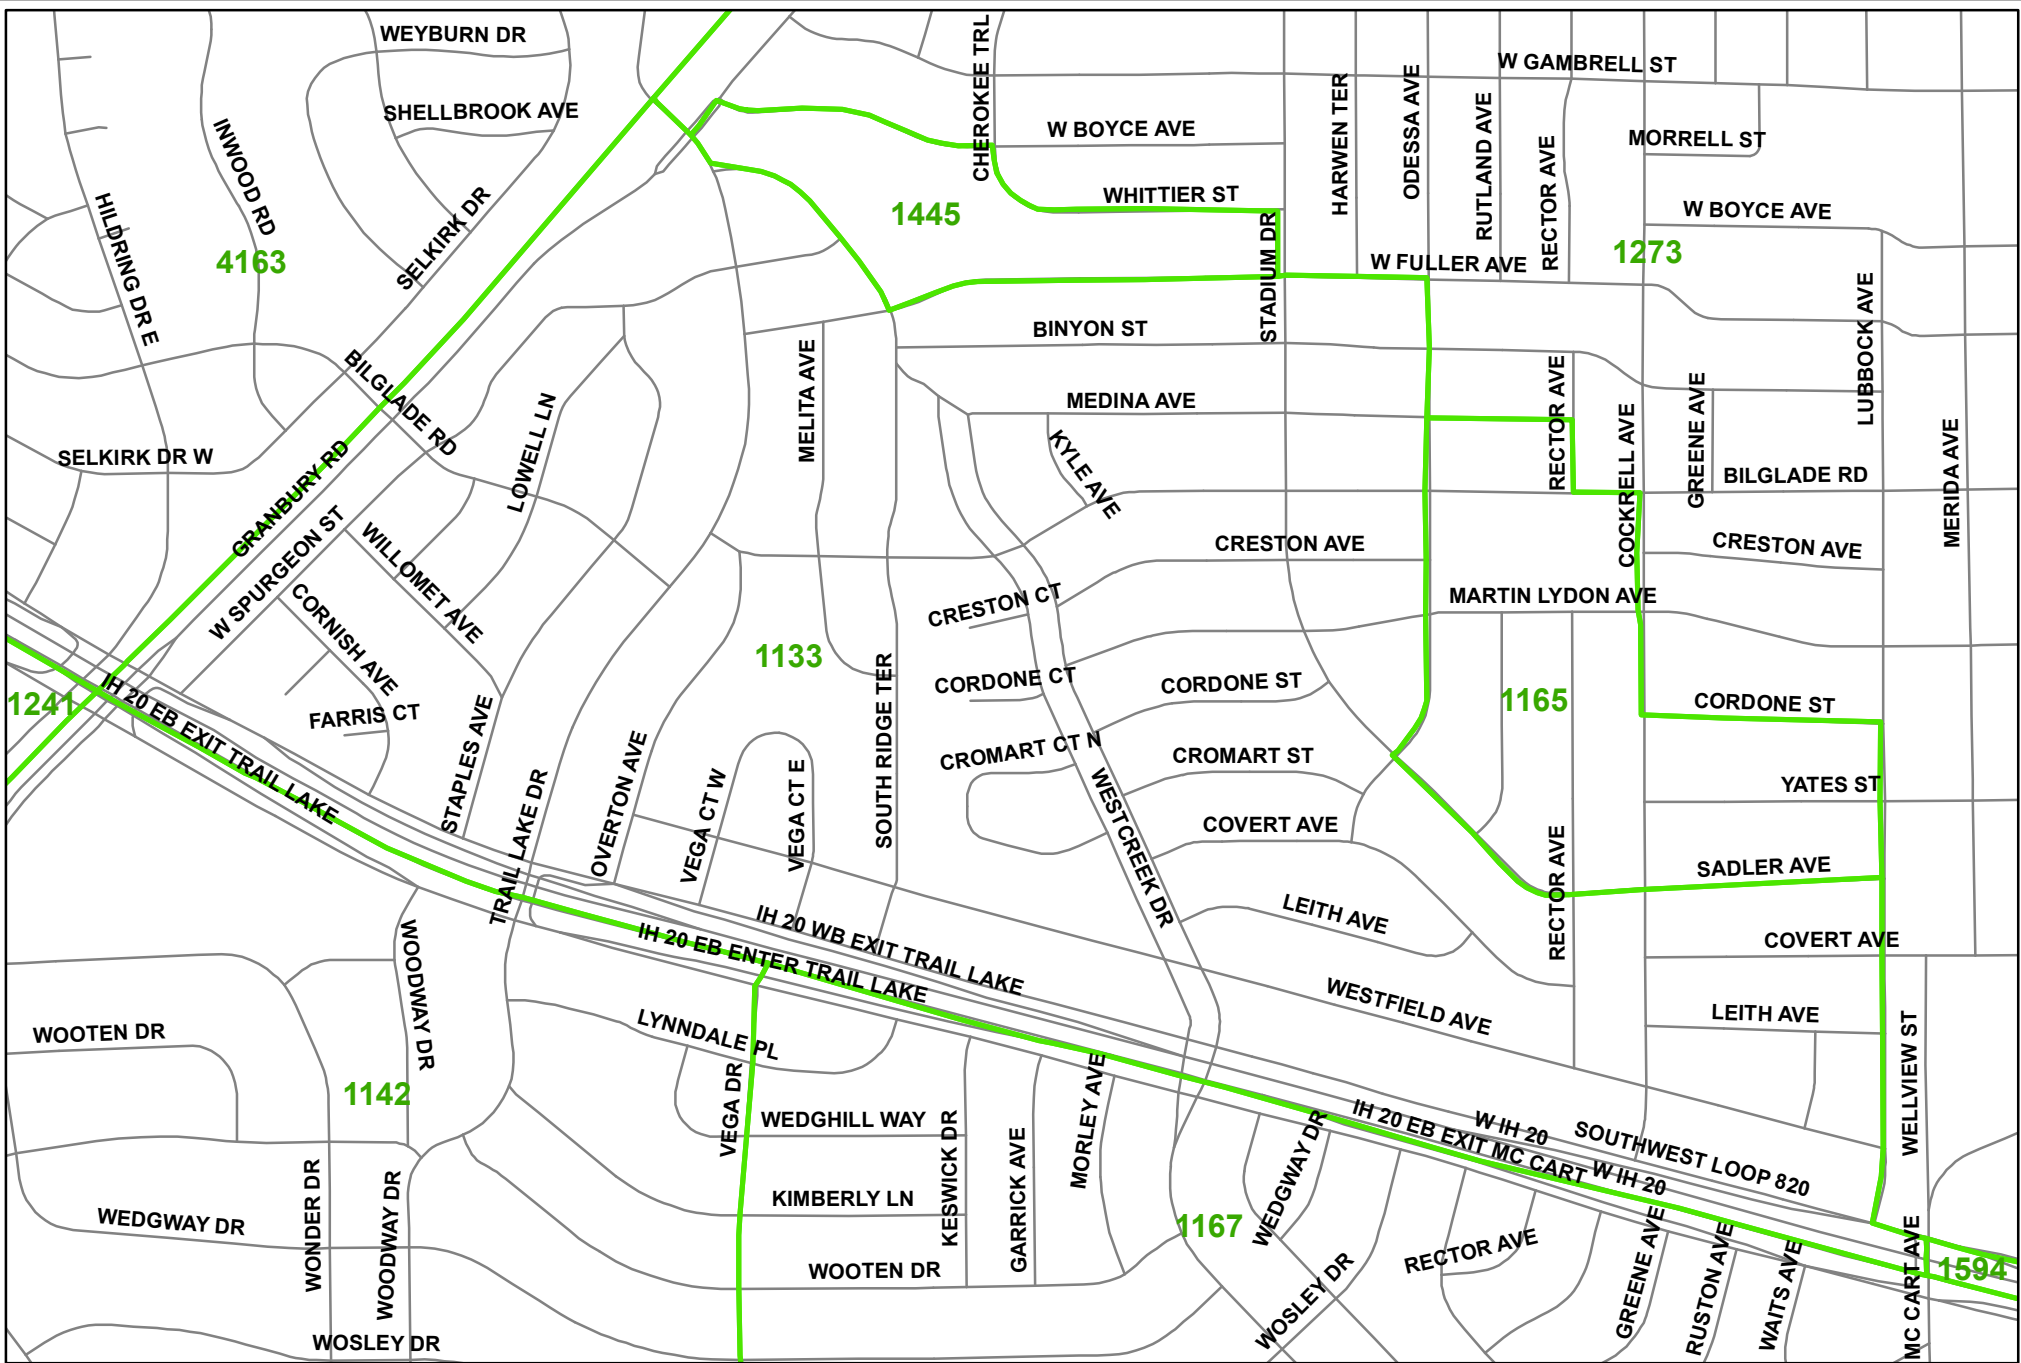 WEYBURN DR
CHEROKEE TRL
W GAMBRELL ST
SHELLBROOK AVE
W BOYCE AVE
HARWEN TER
ODESSA AVE
RUTLAND AVE
RECTOR AVE
MORRELL ST
INWOOD RD
HILDRING DR E
SELKIRK DR
1445
WHITTIER ST
STADIUM DR
W BOYCE AVE
4163
W FULLER AVE
1273
LUBBOCK AVE
BINYON ST
BILGLADE RD
MELITA AVE
MEDINA AVE
RECTOR AVE
GREENE AVE
COCKRELL AVE
MERIDA AVE
LOWELL LN
KYLE AVE
SELKIRK DR W
GRANBURY RD
BILGLADE RD
W SPURGEON ST
WILLOMET AVE
CRESTON AVE
CRESTON AVE
CORNISH AVE
CRESTON CT
MARTIN LYDON AVE
1133
SOUTH RIDGE TER
CORDONE CT
CORDONE ST
1165
CORDONE ST
1241
IH 20 EB EXIT TRAIL LAKE
FARRIS CT
STAPLES AVE
OVERTON AVE
CROMART CT N
CROMART ST
YATES ST
TRAIL LAKE DR
VEGA CT W
VEGA CT E
WESTCREEK DR
COVERT AVE
RECTOR AVE
SADLER AVE
LEITH AVE
COVERT AVE
WOODWAY DR
IH 20 WB EXIT TRAIL LAKE
IH 20 EB ENTER TRAIL LAKE
WESTFIELD AVE
LEITH AVE
WELLVIEW ST
WOOTEN DR
LYNNDALE PL
1142
VEGA DR
MORLEY AVE
WEDGHILL WAY
KESWICK DR
GARRICK AVE
WEDGWAY DR
IH 20 EB EXIT MC CART
W IH 20
W IH 20
SOUTHWEST LOOP 820
WONDER DR
WOODWAY DR
KIMBERLY LN
WEDGWAY DR
1167
RECTOR AVE
GREENE AVE
RUSTON AVE
WAITS AVE
MC CART AVE
1594
WOOTEN DR
WOSLEY DR
WOSLEY DR